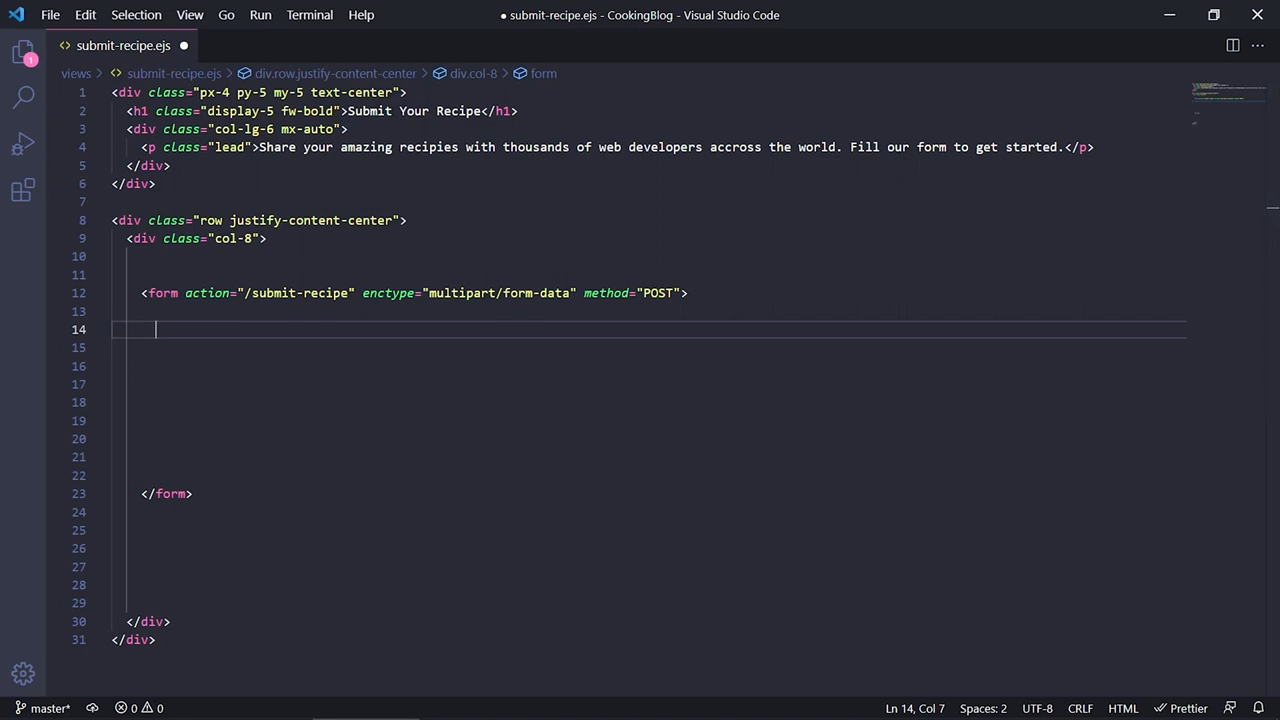 File Edit Selection View Go Run Terminal Help ● submit-recipe.ejs - CookingBlog - Visual Studio Code
submit-recipe.ejs
views > submit-recipe.ejs > div.row.justify-content-center > div.col-8 > form
1 <div class="px-4 py-5 my-5 text-center">
2 <h1 class="display-5 fw-bold">Submit Your Recipe</h1>
3 <div class="col-lg-6 mx-auto">
4 <p class="lead">Share your amazing recipies with thousands of web developers accross the world. Fill our form to get started.</p>
5 </div>
6 </div>
7
8 <div class="row justify-content-center">
9 <div class="col-8">
10
11
12 <form action="/submit-recipe" enctype="multipart/form-data" method="POST">
13
14
15
16
17
18
19
20
21
22
23 </form>
24
25
26
27
28
29
30 </div>
31 </div>
1
master* 0 0 Ln 14, Col 7 Spaces: 2 UTF-8 CRLF HTML Prettier